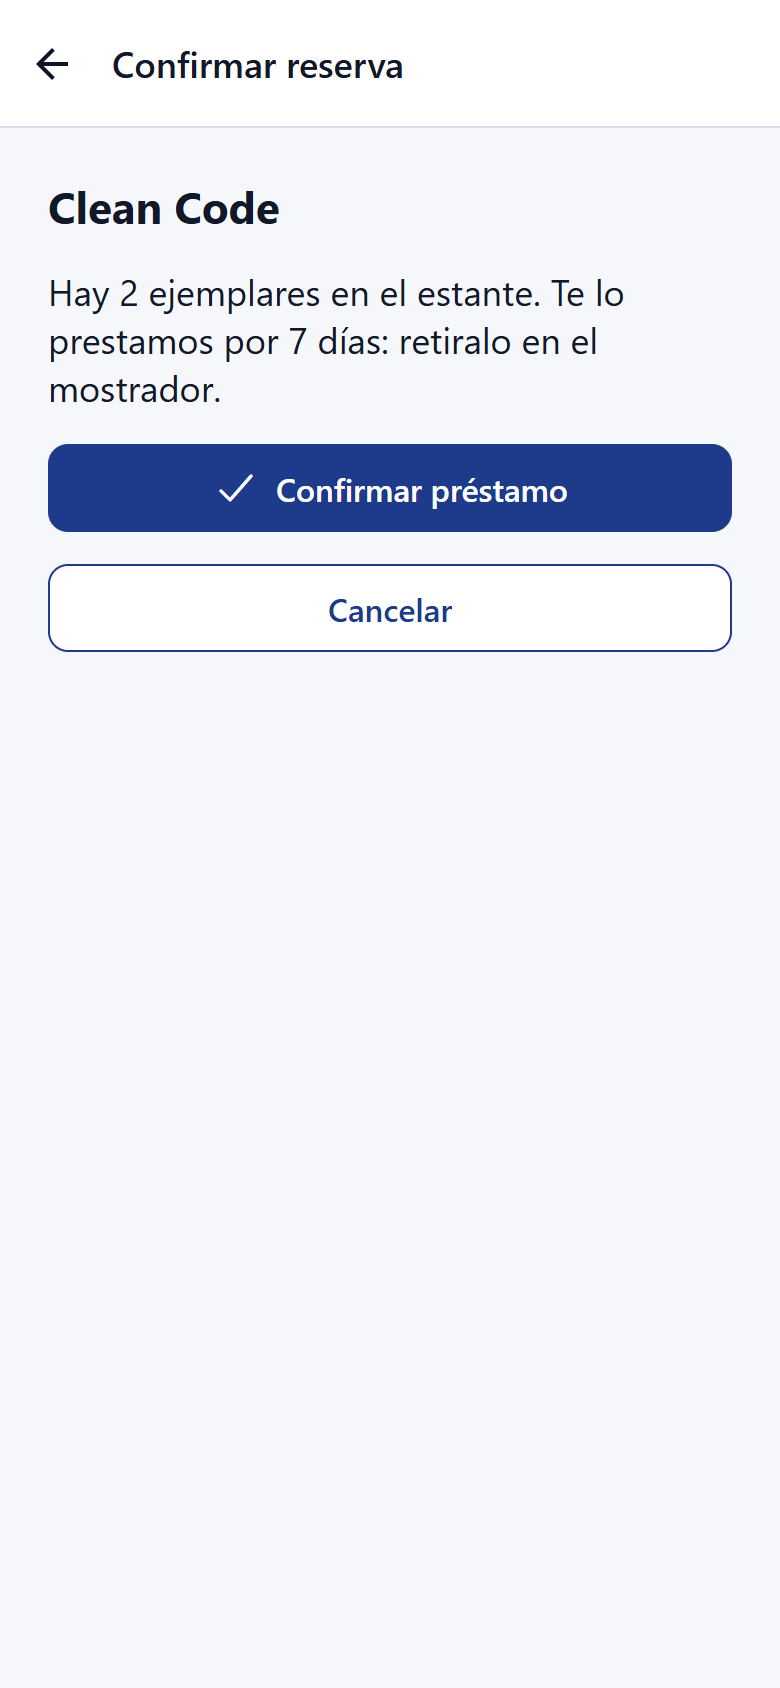 Confirmar reserva
Clean Code
Hay 2 ejemplares en el estante. Te lo
prestamos por 7 días: retiralo en el
mostrador.
Confirmar préstamo
Cancelar